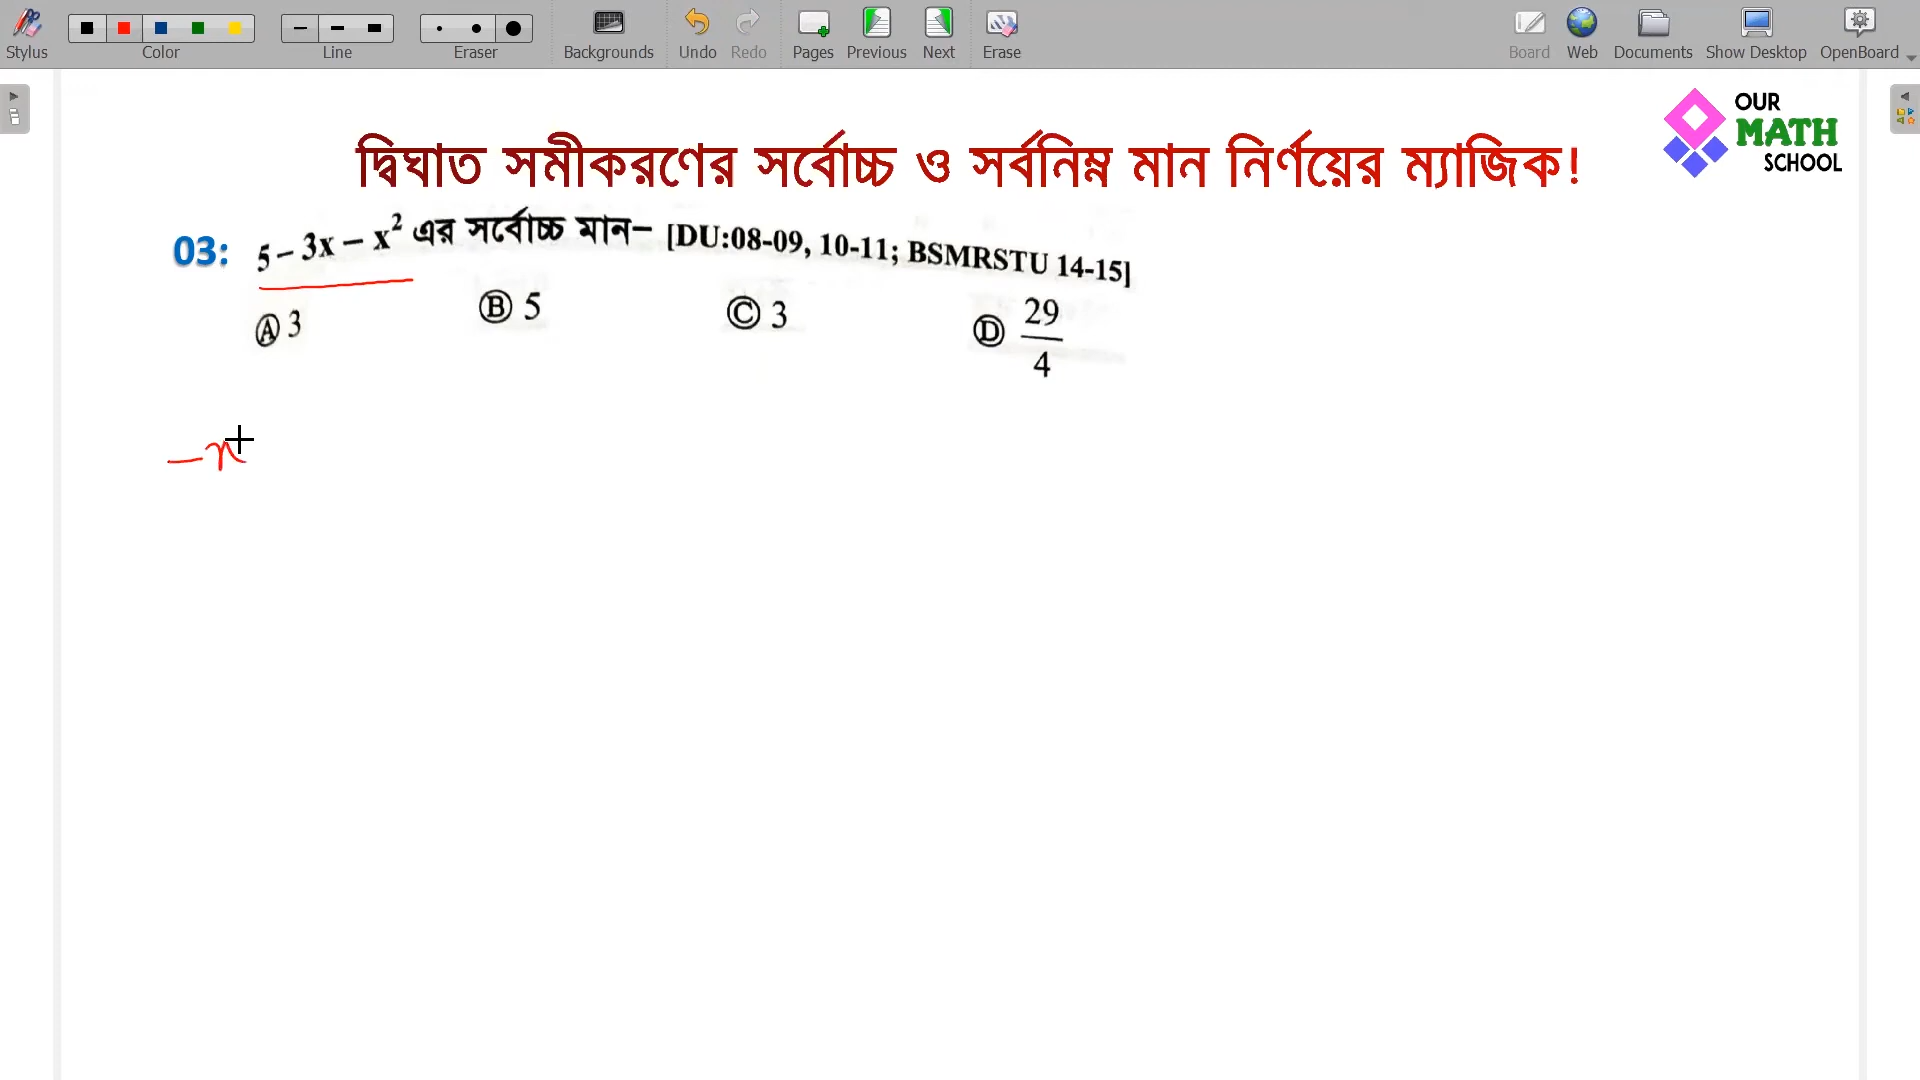 Stylus Color Line Eraser Backgrounds Undo Redo Pages Previous Next Erase Board Web Documents Show Desktop OpenBoard
OUR
MATH
SCHOOL
দ্বিঘাত সমীকরণের সর্বোচ্চ ও সর্বনিম্ন মান নির্ণয়ের ম্যাজিক!
03: 5 – 3x – x² এর সর্বোচ্চ মান– [DU:08-09, 10-11; BSMRSTU 14-15]
Ⓐ 3 Ⓑ 5 Ⓒ 3 Ⓓ 29/4
– x